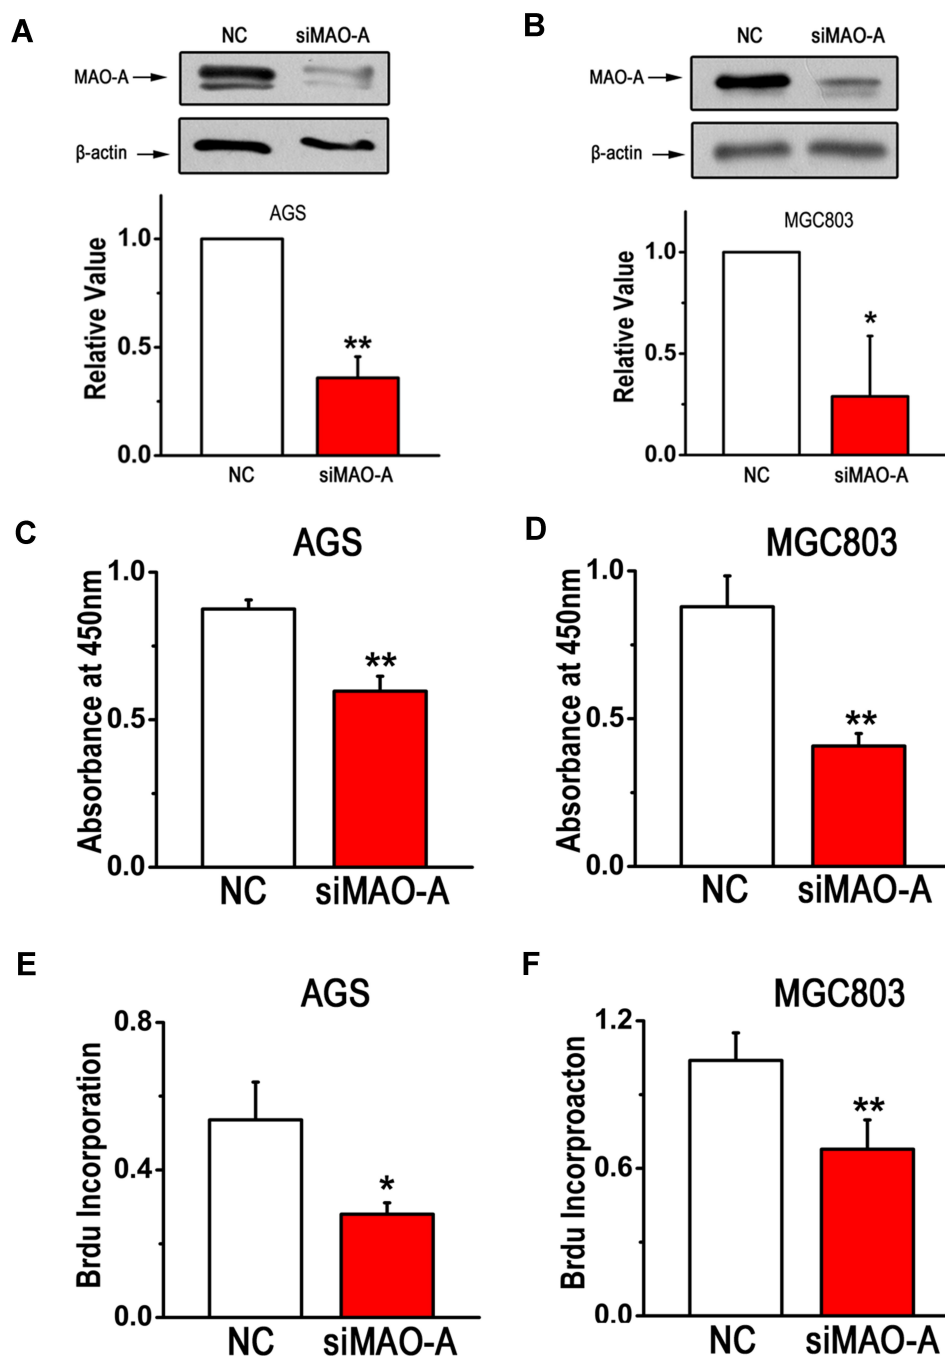 A
NC siMAO-A
MAO-A
β-actin
AGS
Relative Value
1.0
0.5
**
0.0
NC siMAO-A
B
NC siMAO-A
MAO-A
β-actin
MGC803
Relative Value
1.0
0.5
*
0.0
NC siMAO-A
C
AGS
Absorbance at 450nm
1.0
0.5
**
0.0
NC siMAO-A
D
MGC803
Absorbance at 450nm
1.0
0.5
**
0.0
NC siMAO-A
E
AGS
Brdu Incorporation
0.8
0.4
*
0.0
NC siMAO-A
F
MGC803
Brdu Incorproacton
1.2
0.6
**
0.0
NC siMAO-A